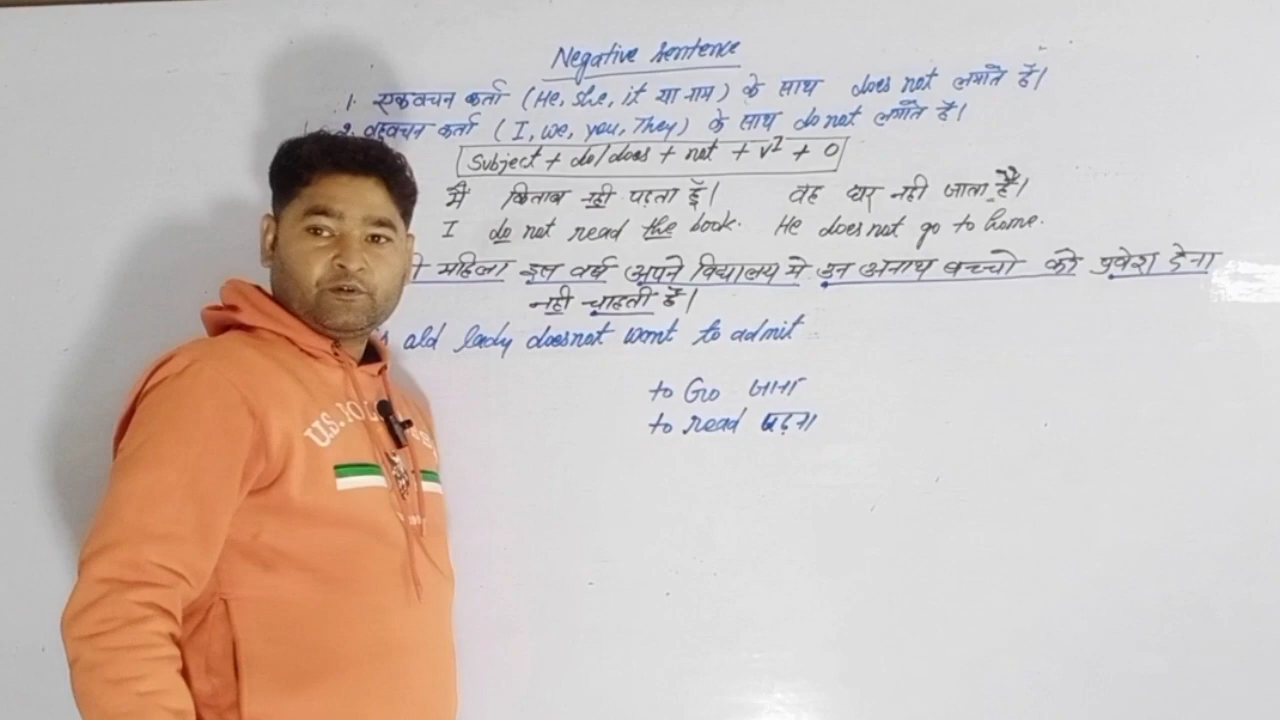 Negative Sentence
1. एकवचन कर्ता (He, She, it या नाम) के साथ does not लगाते हैं।
2. वहुवचन कर्ता (I, we, you, They) के साथ do not लगाते है।
Subject + do/does + not + v¹ + O
मैं किताब नही पढ़ता हूँ। वह घर नही जाता है।
I do not read the book. He does not go to home.
महिला इस वर्ष अपने विद्यालय मे इन अनाथ बच्चो को प्रवेश देना
नही चाहती है।
old lady doesnot want to admit
to Go जाना
to read पढ़ना
U.S. POL